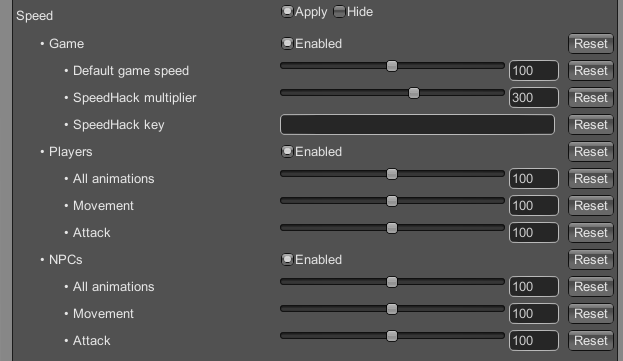 Speed Apply Hide
• Game Enabled Reset
• Default game speed 100 Reset
• SpeedHack multiplier 300 Reset
• SpeedHack key Reset
• Players Enabled Reset
• All animations 100 Reset
• Movement 100 Reset
• Attack 100 Reset
• NPCs Enabled Reset
• All animations 100 Reset
• Movement 100 Reset
• Attack 100 Reset